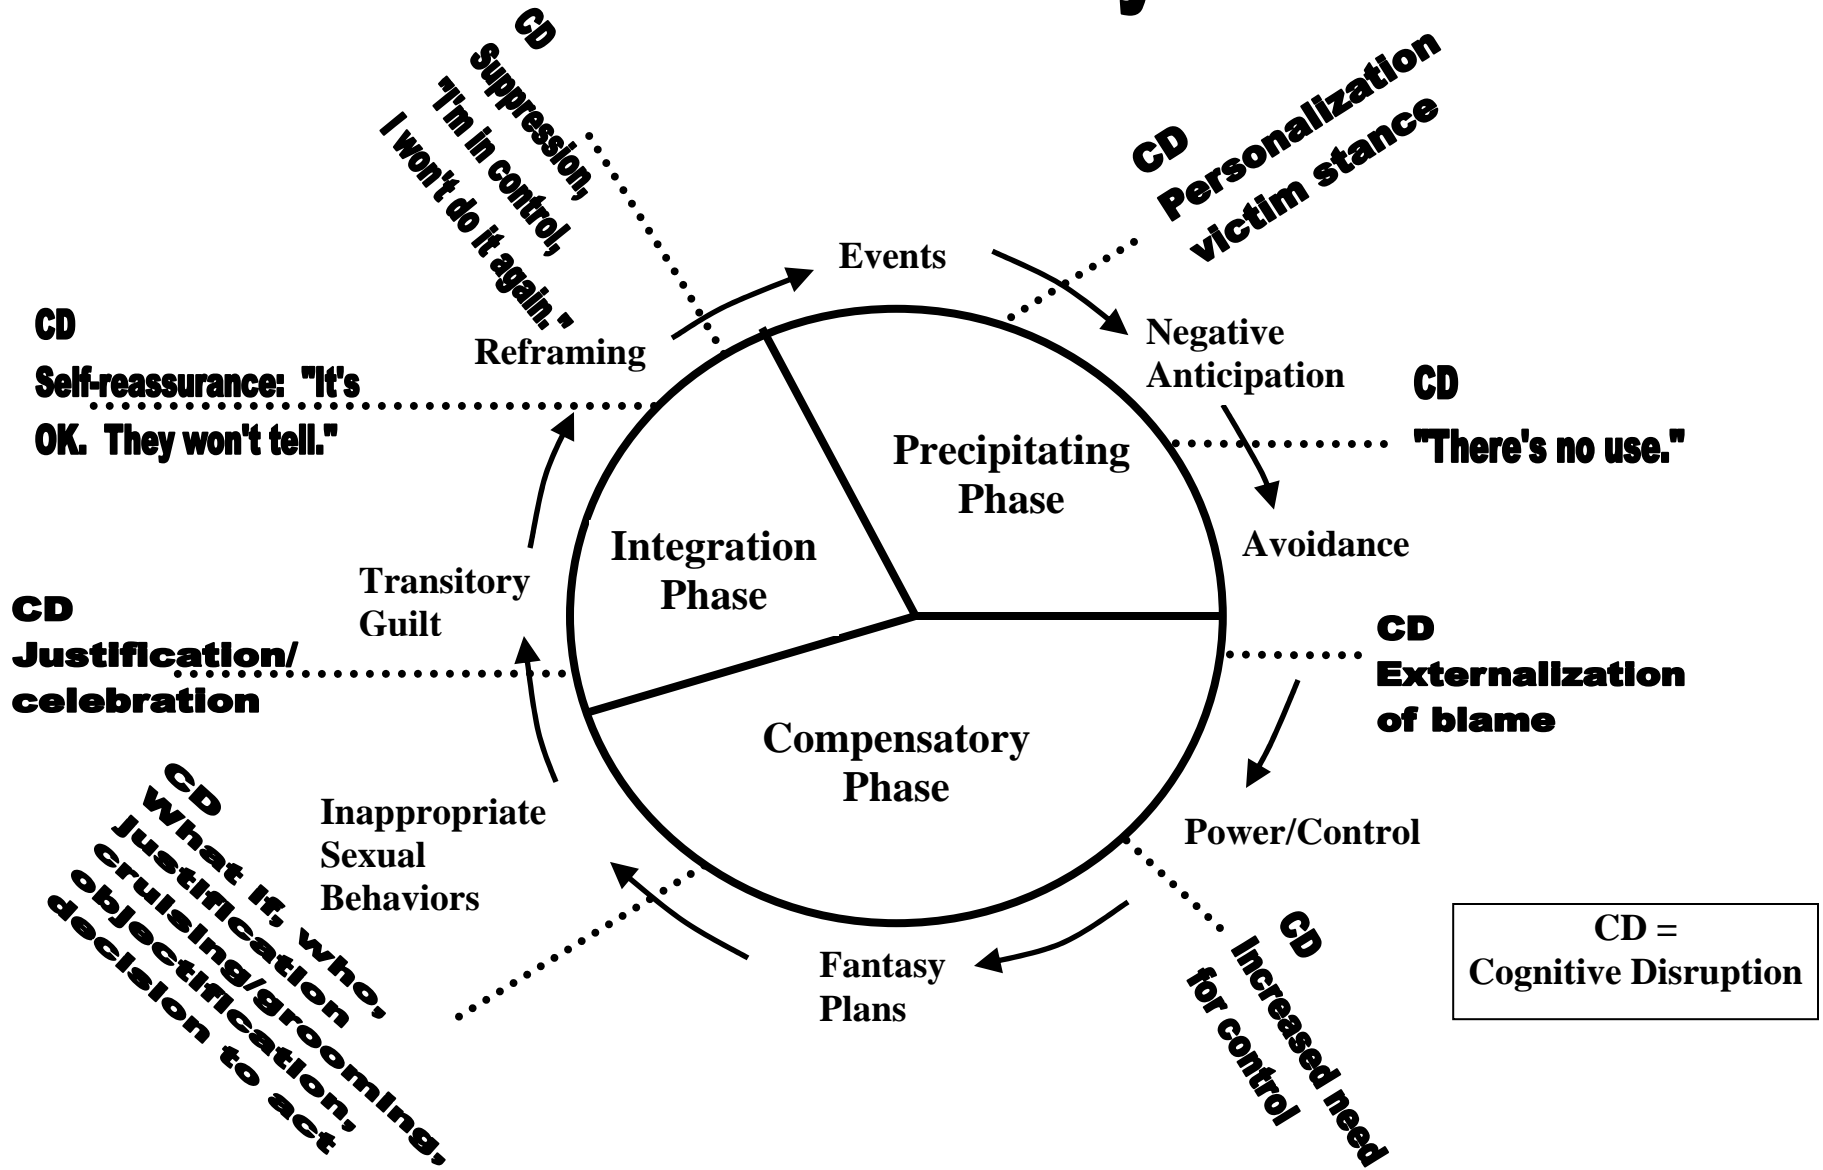 CD
Suppression,
"I'm in control,
I won't do it again."
CD
Personalization
victim stance
Events
Negative
Anticipation
CD
"There's no use."
Avoidance
CD
Externalization
of blame
Power/Control
CD
Increased need
for control
Fantasy
Plans
Inappropriate
Sexual
Behaviors
CD
What if, who,
justification
cruising/grooming,
objectification,
decision to act
Transitory
Guilt
CD
Justification/
celebration
Reframing
CD
Self-reassurance: "It's
OK. They won't tell."
Precipitating
Phase
Integration
Phase
Compensatory
Phase
CD =
Cognitive Disruption